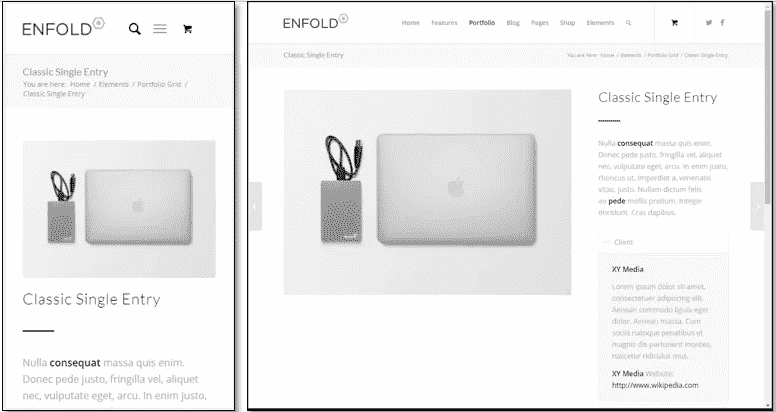 ENFOLD
Classic Single Entry
You are here: Home / Elements / Portfolio Grid /
Classic Single Entry
Classic Single Entry
Nulla consequat massa quis enim.
Donec pede justo, fringilla vel, aliquet
nec, vulputate eget, arcu. In enim justo,
ENFOLD
Home Features Portfolio Blog Pages Shop Elements
Classic Single Entry
You are here: Home / Elements / Portfolio Grid / Classic Single Entry
Classic Single Entry
Nulla consequat massa quis enim.
Donec pede justo, fringilla vel, aliquet
nec, vulputate eget, arcu. In enim justo,
rhoncus ut, imperdiet a, venenatis
vitae, justo. Nullam dictum felis
eu pede mollis pretium. Integer
tincidunt. Cras dapibus.
Client
XY Media
Lorem ipsum dolor sit amet,
consectetuer adipiscing elit.
Aenean commodo ligula eget
dolor. Aenean massa. Cum
sociis natoque penatibus et
magnis dis parturient montes,
nascetur ridiculus mus.
XY Media Website:
http://www.wikipedia.com